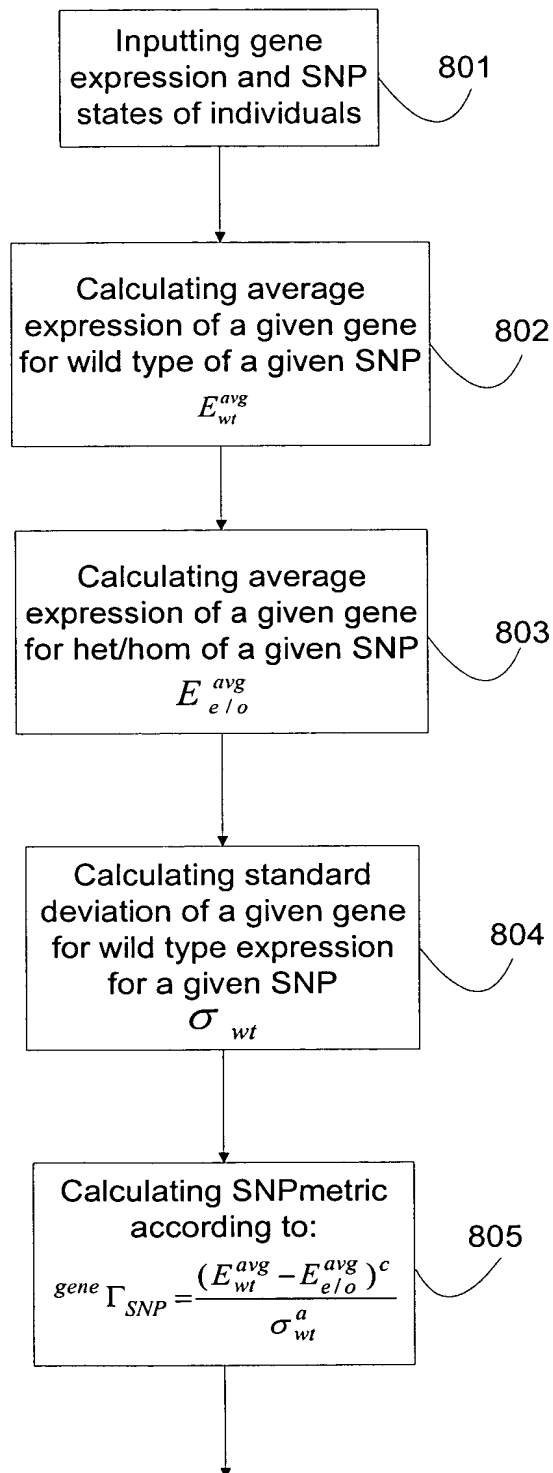 Inputting gene
expression and SNP
states of individuals
801
Calculating average
expression of a given gene
for wild type of a given SNP
E_{wt}^{avg}
802
Calculating average
expression of a given gene
for het/hom of a given SNP
E_{e/o}^{avg}
803
Calculating standard
deviation of a given gene
for wild type expression
for a given SNP
σ_{wt}
804
Calculating SNPmetric
according to:
^{gene}Γ_{SNP} = \frac{(E_{wt}^{avg} - E_{e/o}^{avg})^c}{σ_{wt}^a}
805